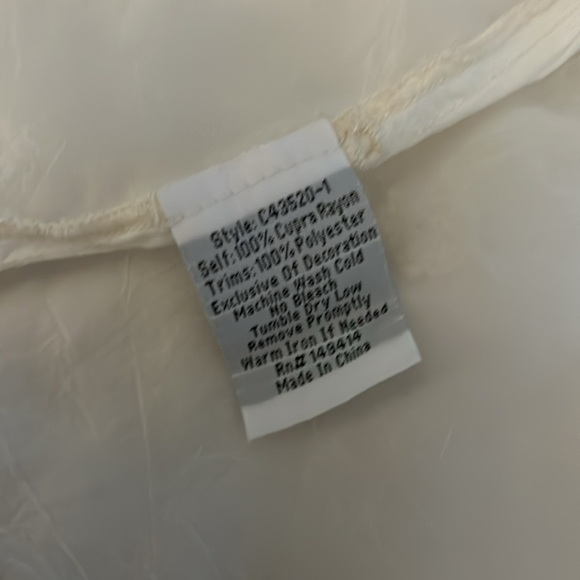 Style: C43520-1
Self: 100% Cupra Rayon
Trims: 100% Polyester
Exclusive Of Decoration
Machine Wash Cold
No Bleach
Tumble Dry Low
Remove Promptly
Warm Iron If Needed
Rn# 149414
Made In China